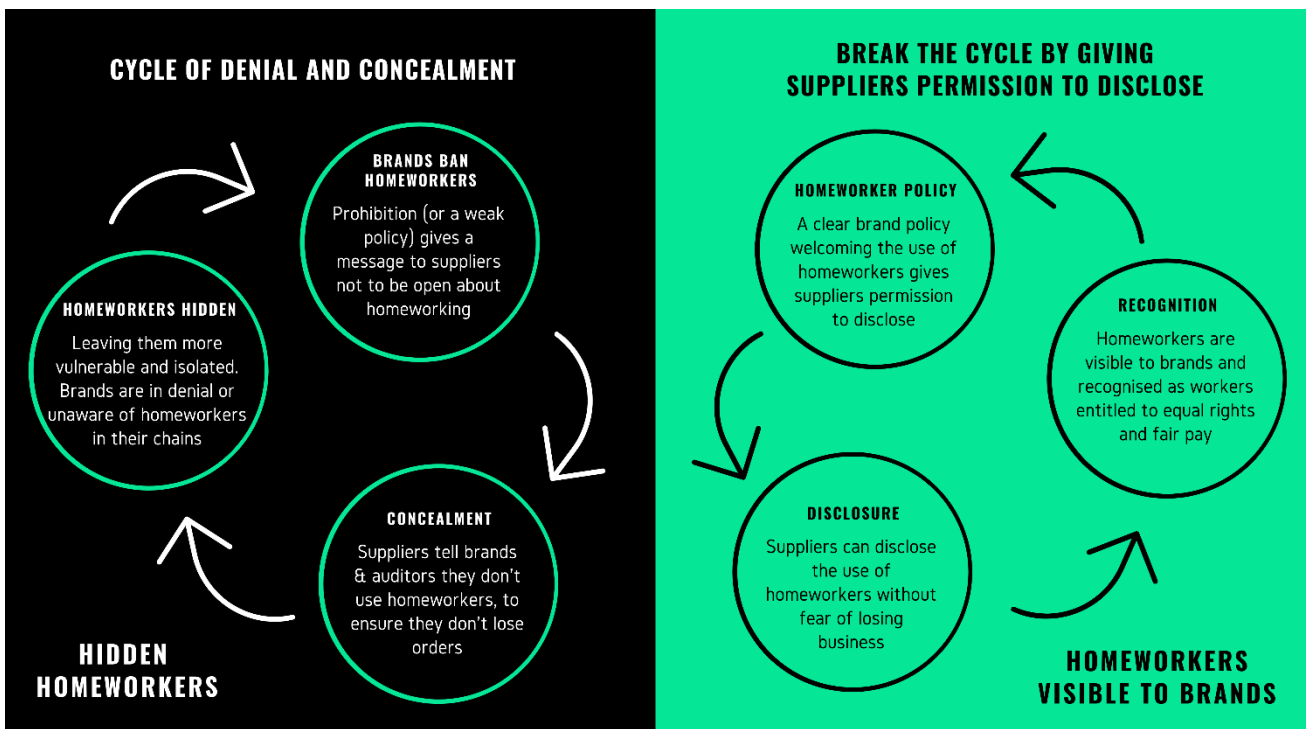 CYCLE OF DENIAL AND CONCEALMENT
BRANDS BAN
HOMEWORKERS
Prohibition (or a weak
policy) gives a
message to suppliers
not to be open about
homeworking
HOMEWORKERS HIDDEN
Leaving them more
vulnerable and isolated.
Brands are in denial or
unaware of homeworkers
in their chains
CONCEALMENT
Suppliers tell brands
& auditors they don't
use homeworkers, to
ensure they don't lose
orders
HIDDEN
HOMEWORKERS
BREAK THE CYCLE BY GIVING
SUPPLIERS PERMISSION TO DISCLOSE
HOMEWORKER POLICY
A clear brand policy
welcoming the use of
homeworkers gives
suppliers permission
to disclose
RECOGNITION
Homeworkers are
visible to brands and
recognised as workers
entitled to equal rights
and fair pay
DISCLOSURE
Suppliers can disclose
the use of
homeworkers without
fear of losing
business
HOMEWORKERS
VISIBLE TO BRANDS